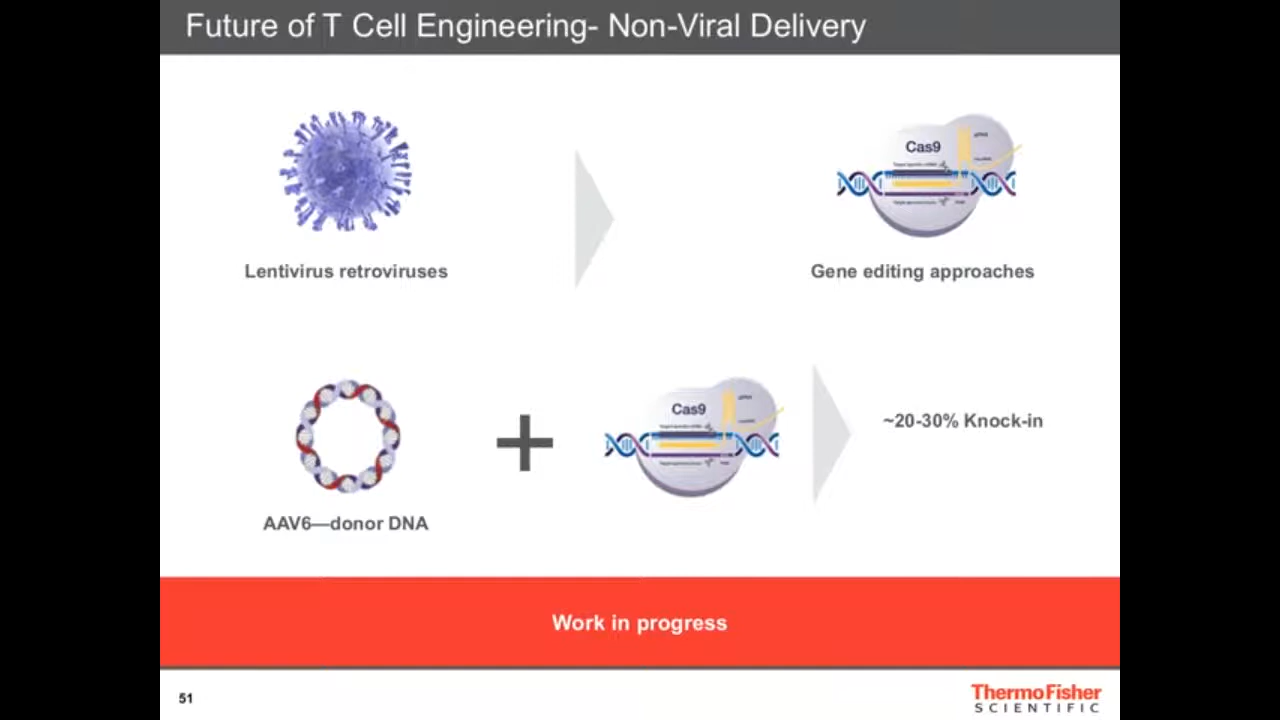 Future of T Cell Engineering- Non-Viral Delivery
Cas9
Lentivirus retroviruses
Gene editing approaches
Cas9
~20-30% Knock-in
AAV6—donor DNA
Work in progress
51
ThermoFisher
SCIENTIFIC